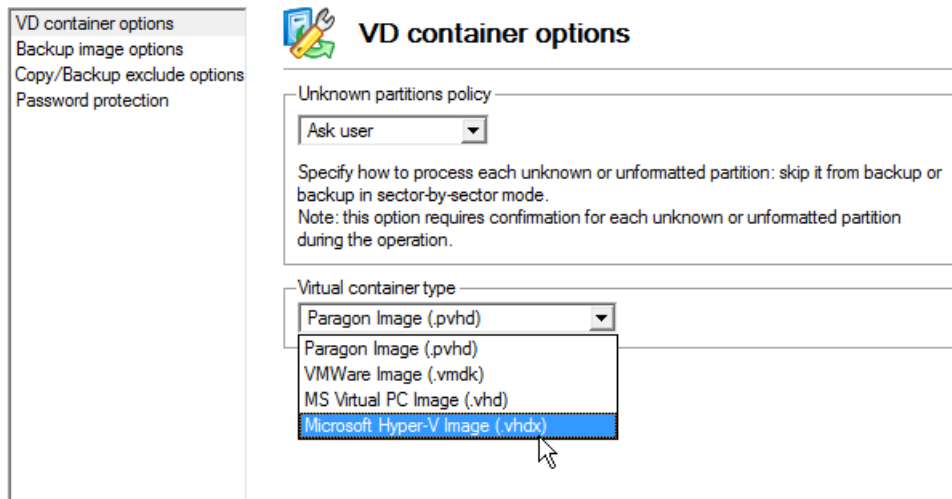 VD container options
Backup image options
Copy/Backup exclude options
Password protection
VD container options
Unknown partitions policy
Ask user
Specify how to process each unknown or unformatted partition: skip it from backup or
backup in sector-by-sector mode.
Note: this option requires confirmation for each unknown or unformatted partition
during the operation.
Virtual container type
Paragon Image (.pvhd)
Paragon Image (.pvhd)
VMWare Image (.vmdk)
MS Virtual PC Image (.vhd)
Microsoft Hyper-V Image (.vhdx)